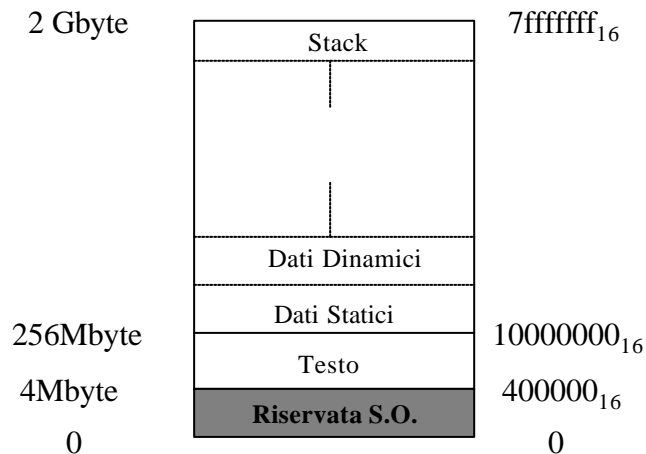 2 Gbyte Stack 7fffffff₁₆
Dati Dinamici
Dati Statici
256Mbyte 10000000₁₆
Testo
4Mbyte 400000₁₆
Riservata S.O.
0 0